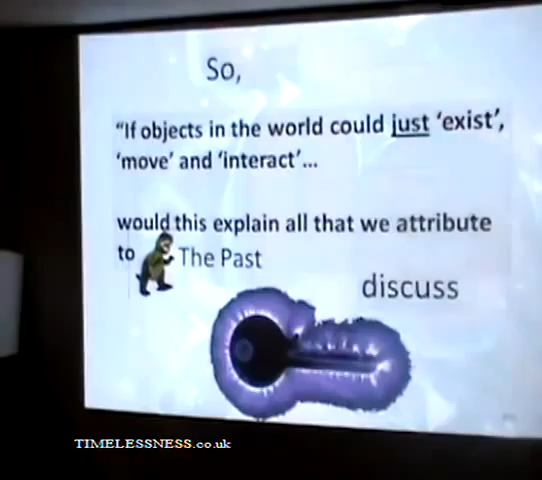 So,
“If objects in the world could just ‘exist’,
‘move’ and ‘interact’...
would this explain all that we attribute
to The Past
discuss
TIMELESSNESS.co.uk